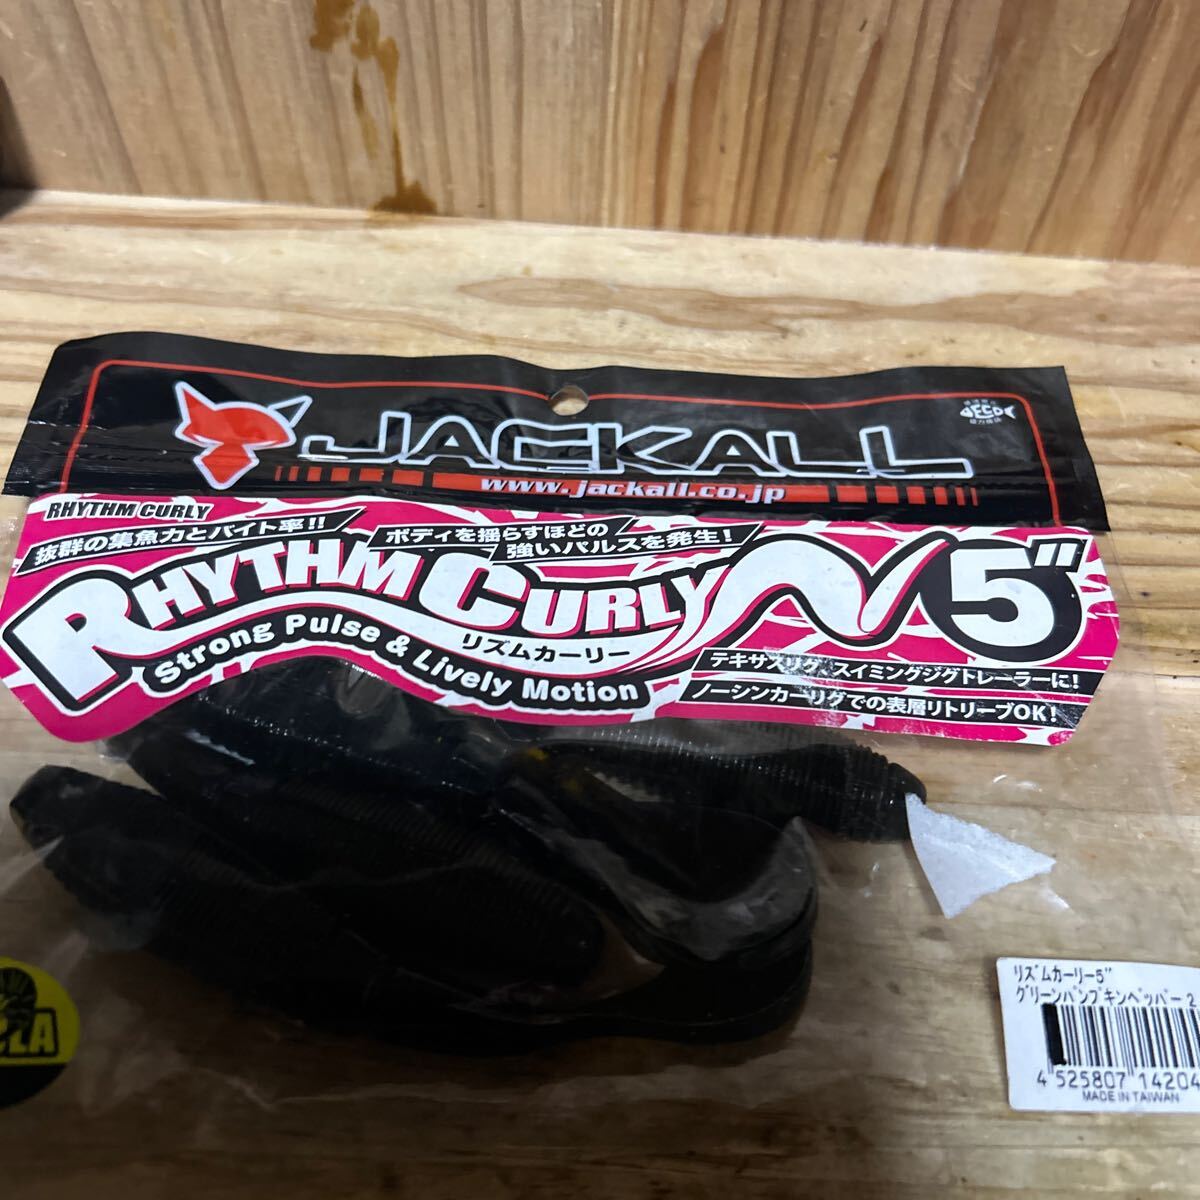 JACKALL
www.jackall.co.jp
ECO
RHYTHM CURLY
抜群の集魚力とバイト率!!
ボディを揺らすほどの
強いパルスを発生!
RHYTHM CURLY 5"
リズムカーリー
Strong Pulse & Lively Motion
テキサスリグ、スイミングジグトレーラーに!
ノーシンカーリグでの表層リトリーブOK!
リズムカーリー5"
グリーンパンプキンペッパー 2
4 525807 14204
MADE IN TAIWAN